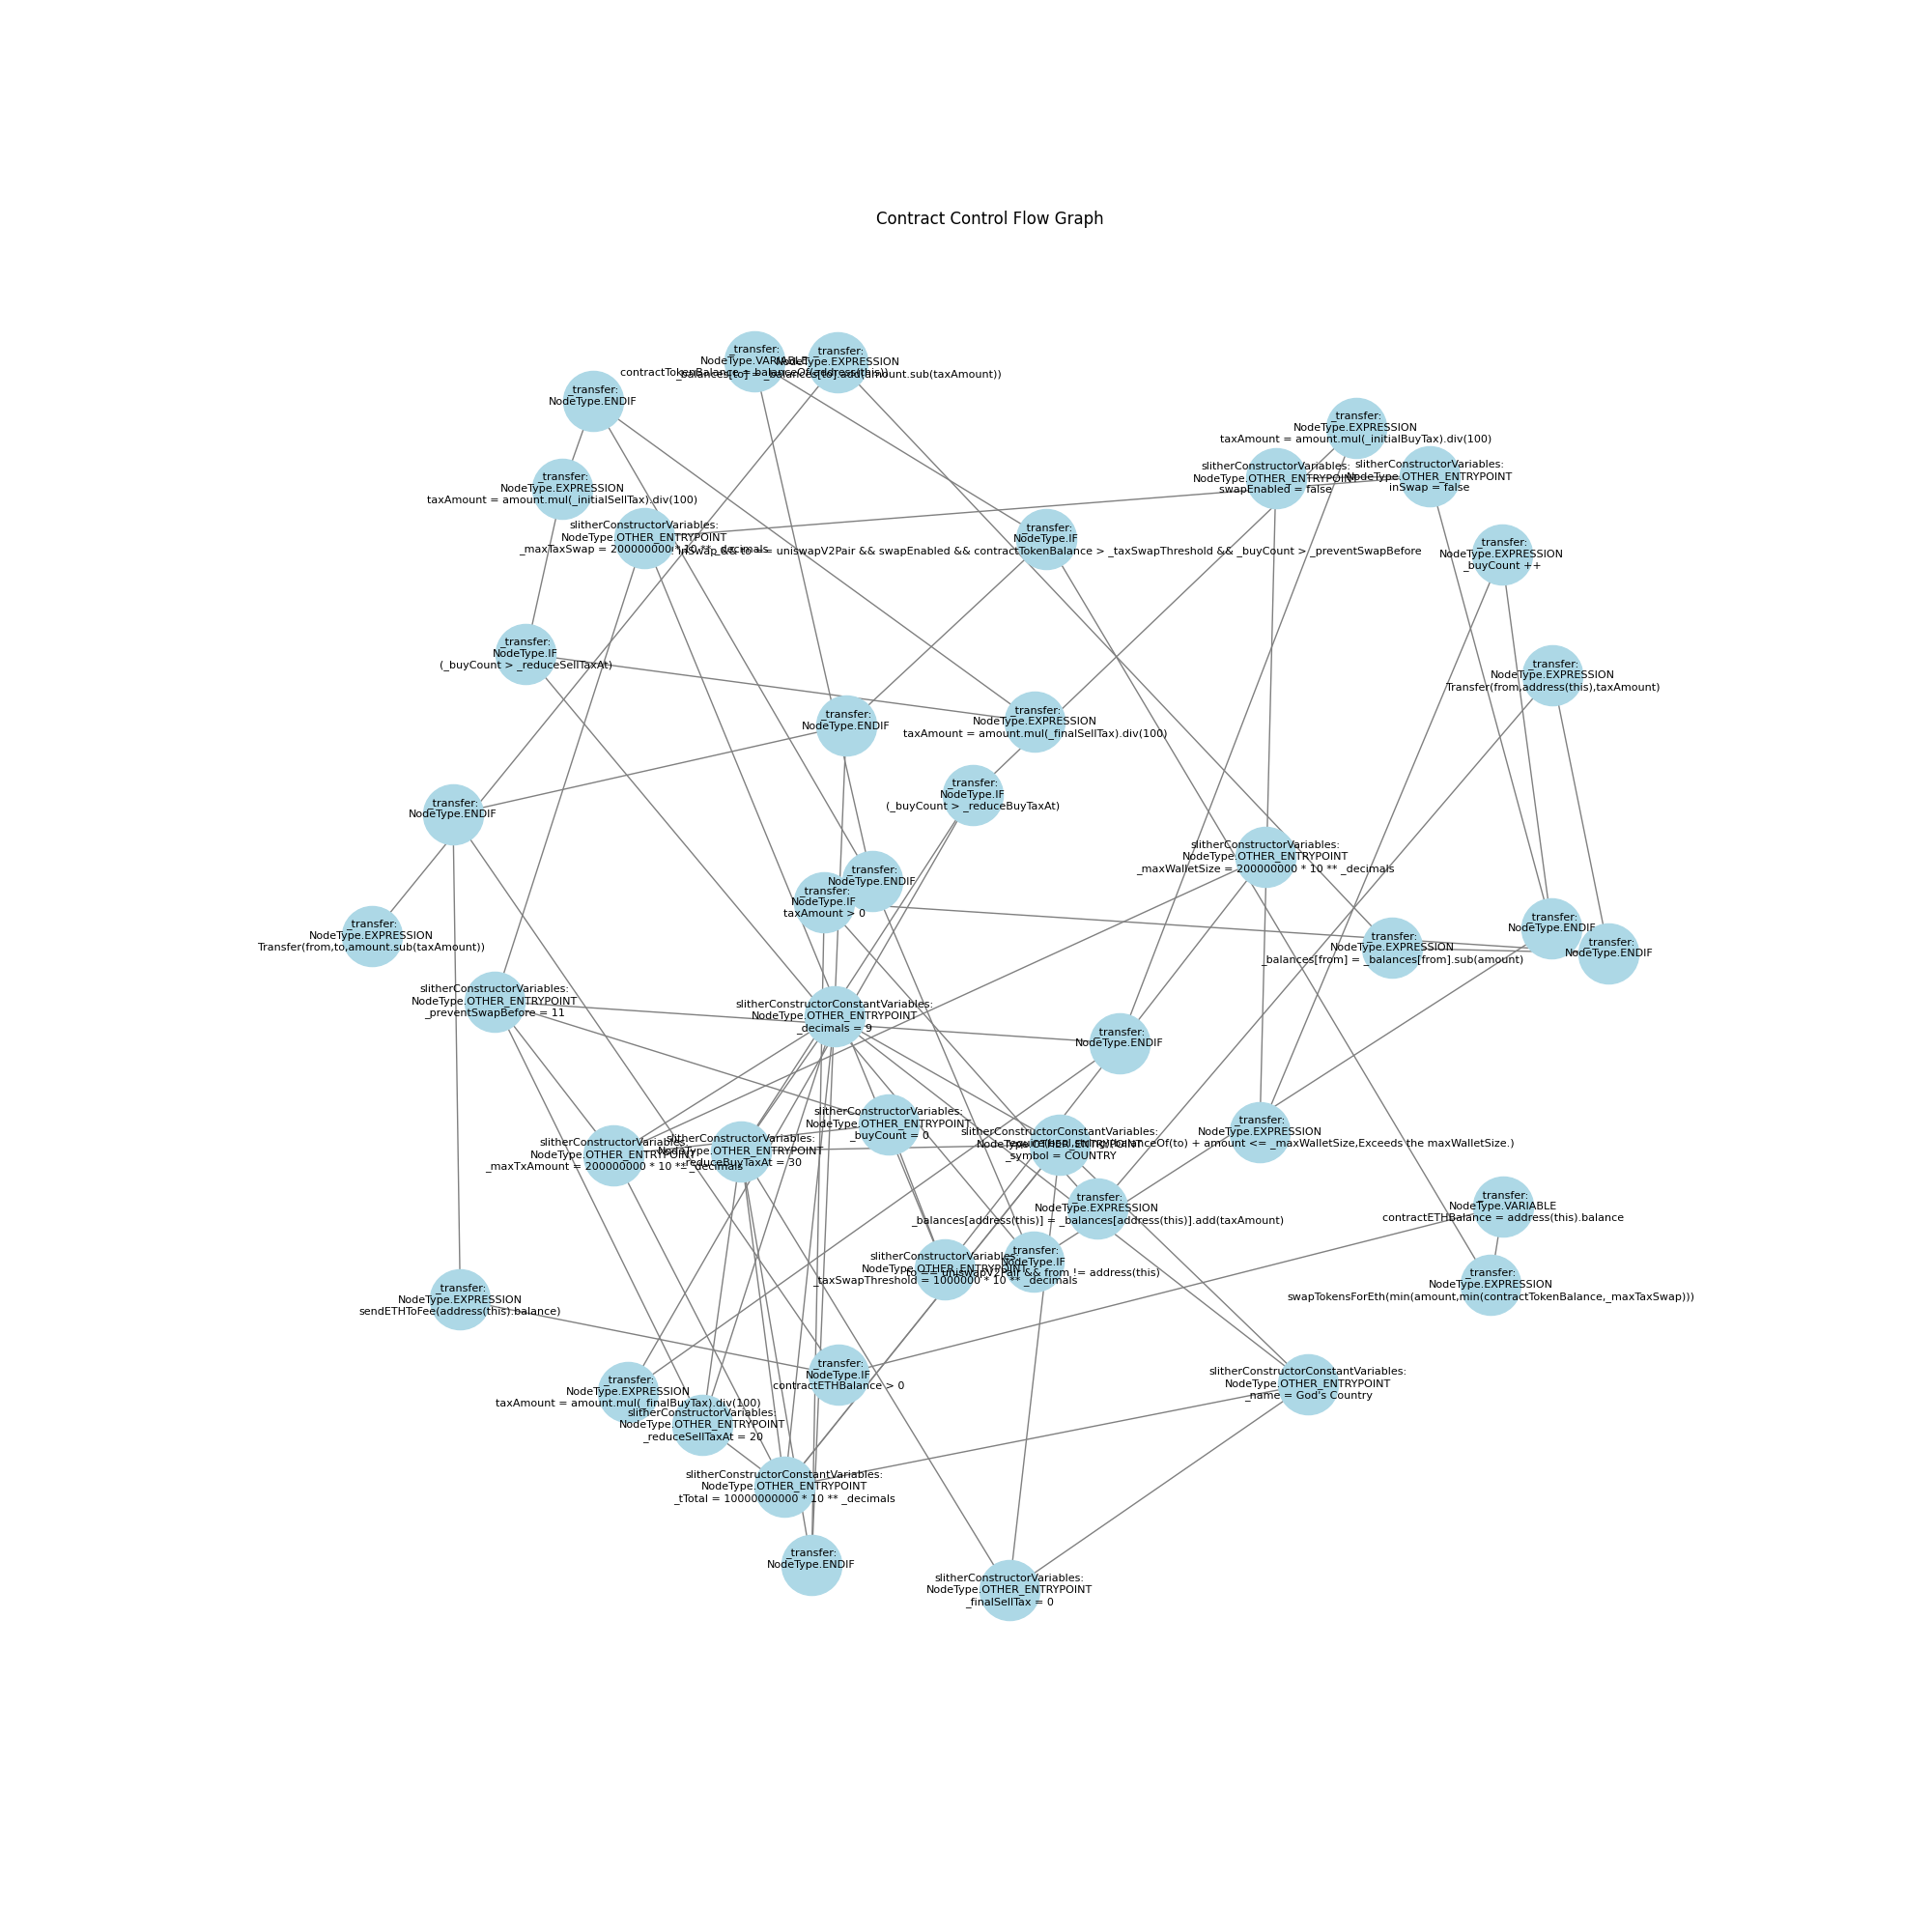 Contract Control Flow Graph
_transfer:
NodeType.VARIABLE
contractTokenBalance = balanceOf(address(this))
_transfer:
NodeType.EXPRESSION
_balances[to] = _balances[to].add(amount.sub(taxAmount))
_transfer:
NodeType.ENDIF
_transfer:
NodeType.EXPRESSION
taxAmount = amount.mul(_initialBuyTax).div(100)
slitherConstructorVariables:
NodeType.OTHER_ENTRYPOINT
swapEnabled = false
slitherConstructorVariables:
NodeType.OTHER_ENTRYPOINT
inSwap = false
_transfer:
NodeType.EXPRESSION
taxAmount = amount.mul(_initialSellTax).div(100)
slitherConstructorVariables:
NodeType.OTHER_ENTRYPOINT
_maxTaxSwap = 200000000 * 10 ** _decimals
_transfer:
NodeType.IF
inSwap && to == uniswapV2Pair && swapEnabled && contractTokenBalance > _taxSwapThreshold && _buyCount > _preventSwapBefore
_transfer:
NodeType.EXPRESSION
_buyCount ++
_transfer:
NodeType.IF
(_buyCount > _reduceSellTaxAt)
_transfer:
NodeType.EXPRESSION
Transfer(from,address(this),taxAmount)
_transfer:
NodeType.ENDIF
_transfer:
NodeType.EXPRESSION
taxAmount = amount.mul(_finalSellTax).div(100)
_transfer:
NodeType.IF
(_buyCount > _reduceBuyTaxAt)
_transfer:
NodeType.ENDIF
slitherConstructorVariables:
NodeType.OTHER_ENTRYPOINT
_maxWalletSize = 200000000 * 10 ** _decimals
_transfer:
NodeType.ENDIF
_transfer:
NodeType.IF
taxAmount > 0
_transfer:
NodeType.EXPRESSION
Transfer(from,to,amount.sub(taxAmount))
_transfer:
NodeType.EXPRESSION
_balances[from] = _balances[from].sub(amount)
_transfer:
NodeType.ENDIF
_transfer:
NodeType.ENDIF
slitherConstructorVariables:
NodeType.OTHER_ENTRYPOINT
_preventSwapBefore = 11
slitherConstructorConstantVariables:
NodeType.OTHER_ENTRYPOINT
_decimals = 9
_transfer:
NodeType.ENDIF
slitherConstructorVariables:
NodeType.OTHER_ENTRYPOINT
_buyCount = 0
slitherConstructorVariables:
NodeType.OTHER_ENTRYPOINT
_maxTxAmount = 200000000 * 10 ** _decimals
slitherConstructorVariables:
NodeType.OTHER_ENTRYPOINT
_reduceBuyTaxAt = 30
slitherConstructorConstantVariables:
NodeType.OTHER_ENTRYPOINT
_symbol = COUNTRY
_transfer:
NodeType.EXPRESSION
+ amount <= _maxWalletSize,Exceeds the maxWalletSize.)
_transfer:
NodeType.EXPRESSION
_balances[address(this)] = _balances[address(this)].add(taxAmount)
_transfer:
NodeType.VARIABLE
contractETHBalance = address(this).balance
slitherConstructorVariables:
NodeType.OTHER_ENTRYPOINT
_taxSwapThreshold = 1000000 * 10 ** _decimals
_transfer:
NodeType.IF
to == uniswapV2Pair && from != address(this)
_transfer:
NodeType.EXPRESSION
swapTokensForEth(min(amount,min(contractTokenBalance,_maxTaxSwap)))
_transfer:
NodeType.EXPRESSION
sendETHToFee(address(this).balance)
_transfer:
NodeType.IF
contractETHBalance > 0
slitherConstructorConstantVariables:
NodeType.OTHER_ENTRYPOINT
_name = God's Country
_transfer:
NodeType.EXPRESSION
taxAmount = amount.mul(_finalBuyTax).div(100)
slitherConstructorVariables:
NodeType.OTHER_ENTRYPOINT
_reduceSellTaxAt = 20
slitherConstructorConstantVariables:
NodeType.OTHER_ENTRYPOINT
_tTotal = 10000000000 * 10 ** _decimals
_transfer:
NodeType.ENDIF
slitherConstructorVariables:
NodeType.OTHER_ENTRYPOINT
_finalSellTax = 0